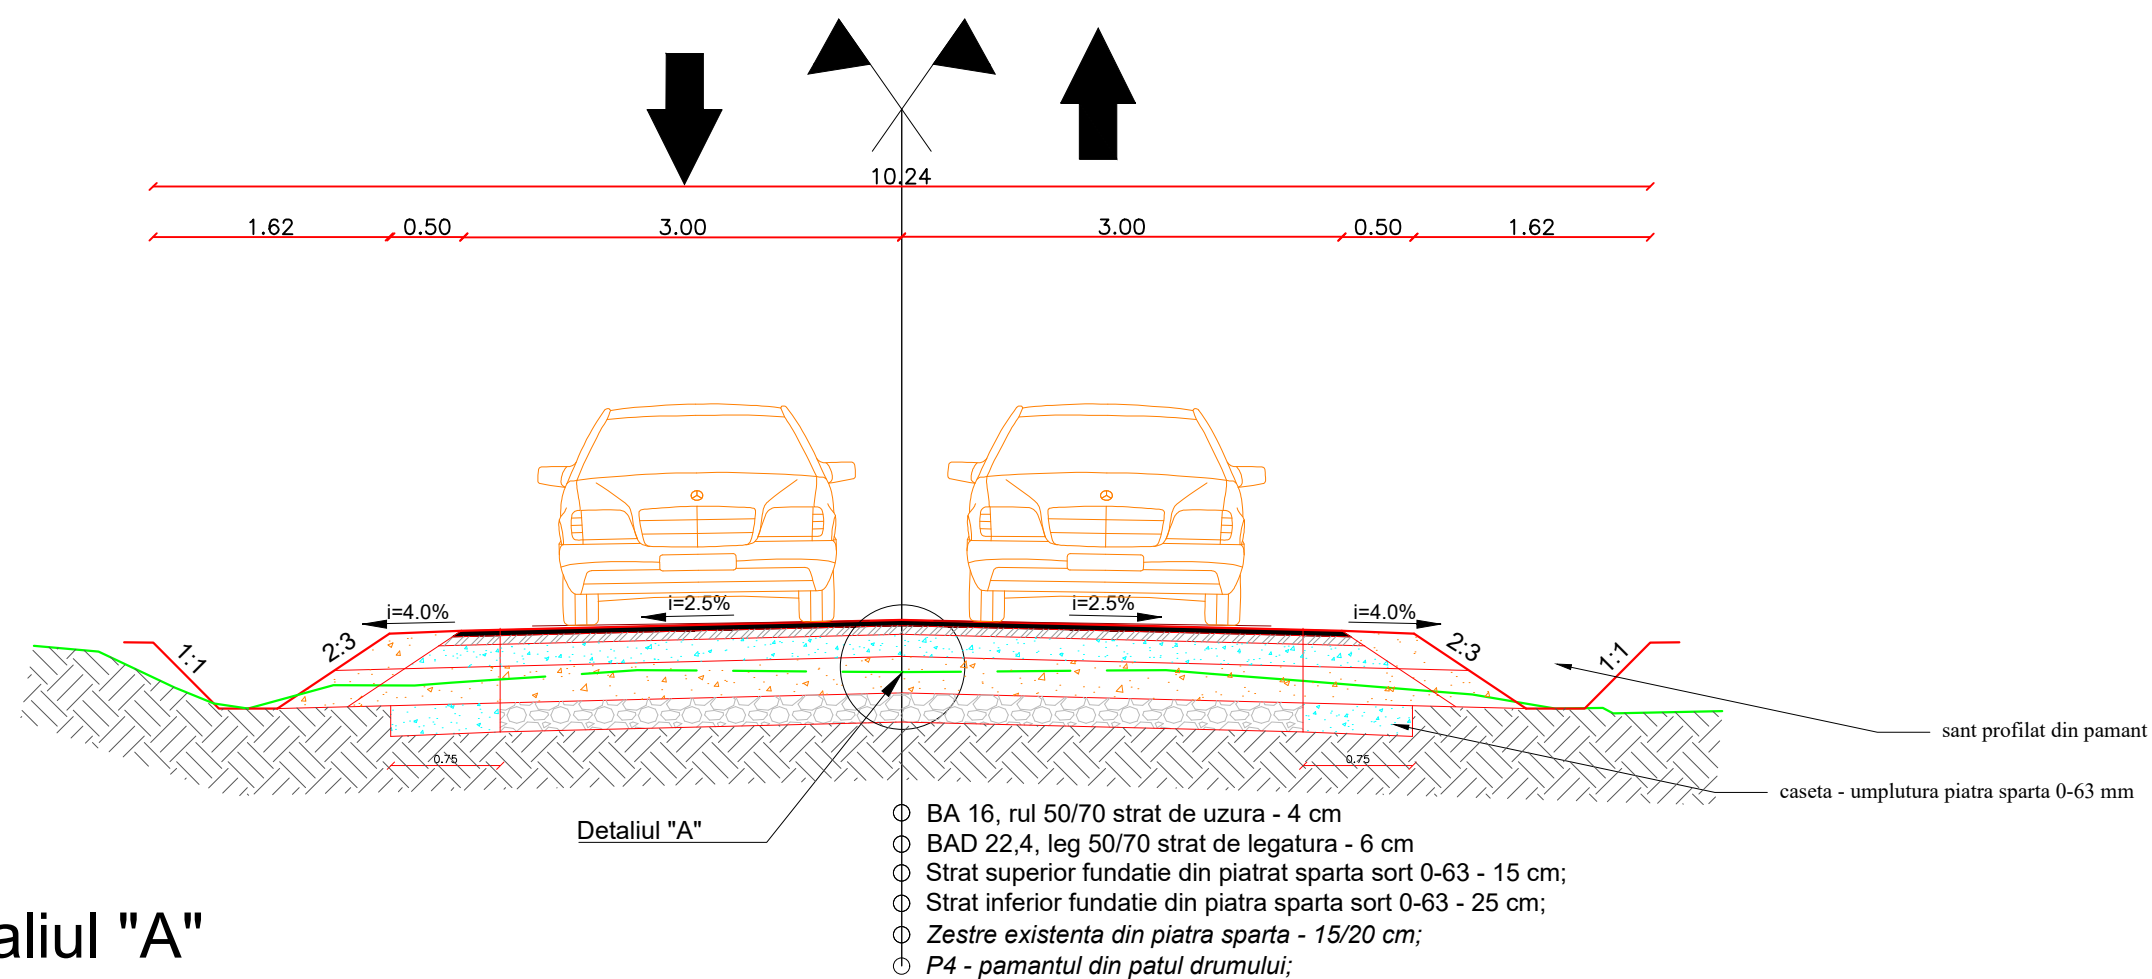 10.24
1.62 0.50 3.00 3.00 0.50 1.62
i=4.0% i=2.5% i=2.5% i=4.0%
1:1 2:3 2:3 1:1
sant profilat din pamant
0.75 0.75
caseta - umplutura piatra sparta 0-63 mm
Detaliul "A"
BA 16, rul 50/70 strat de uzura - 4 cm
BAD 22,4, leg 50/70 strat de legatura - 6 cm
Strat superior fundatie din piatrat sparta sort 0-63 - 15 cm;
Strat inferior fundatie din piatra sparta sort 0-63 - 25 cm;
Zestre existenta din piatra sparta - 15/20 cm;
P4 - pamantul din patul drumului;
aliul "A"